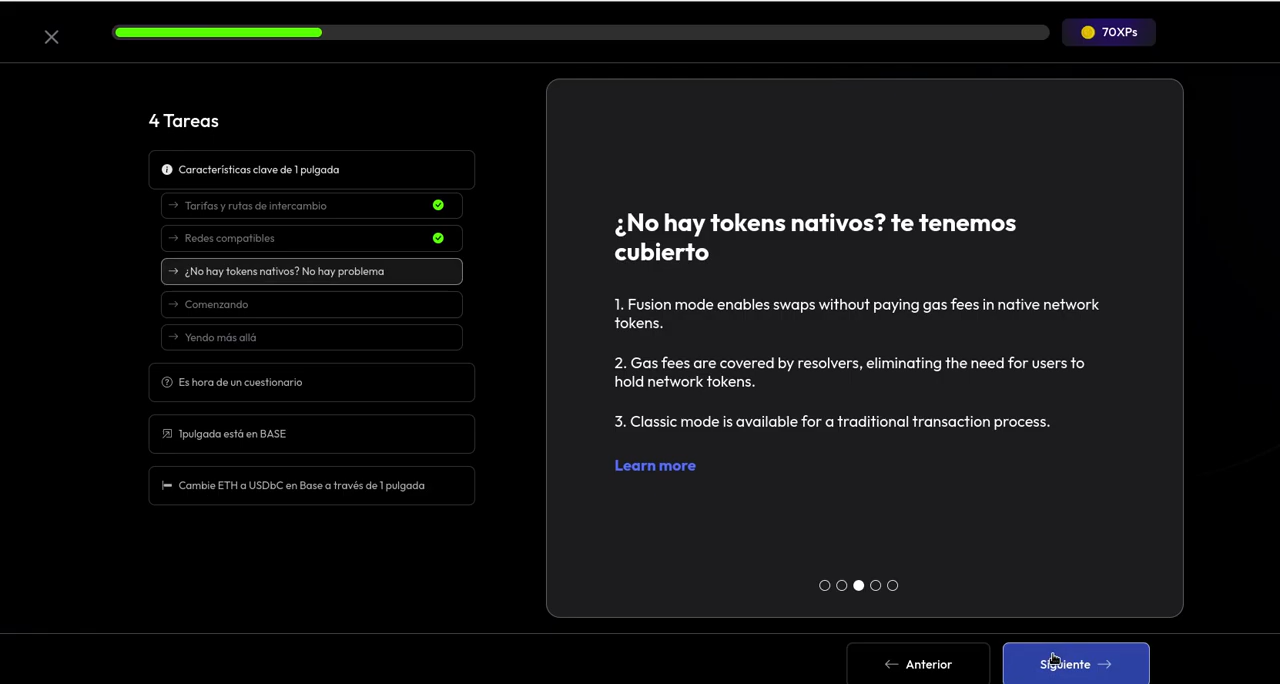 70XPs
4 Tareas
Características clave de 1 pulgada
Tarifas y rutas de intercambio
Redes compatibles
¿No hay tokens nativos? No hay problema
Comenzando
Yendo más allá
Es hora de un cuestionario
1pulgada está en BASE
Cambie ETH a USDbC en Base a través de 1 pulgada
¿No hay tokens nativos? te tenemos
cubierto
1. Fusion mode enables swaps without paying gas fees in native network
tokens.
2. Gas fees are covered by resolvers, eliminating the need for users to
hold network tokens.
3. Classic mode is available for a traditional transaction process.
Learn more
Anterior
Siguiente